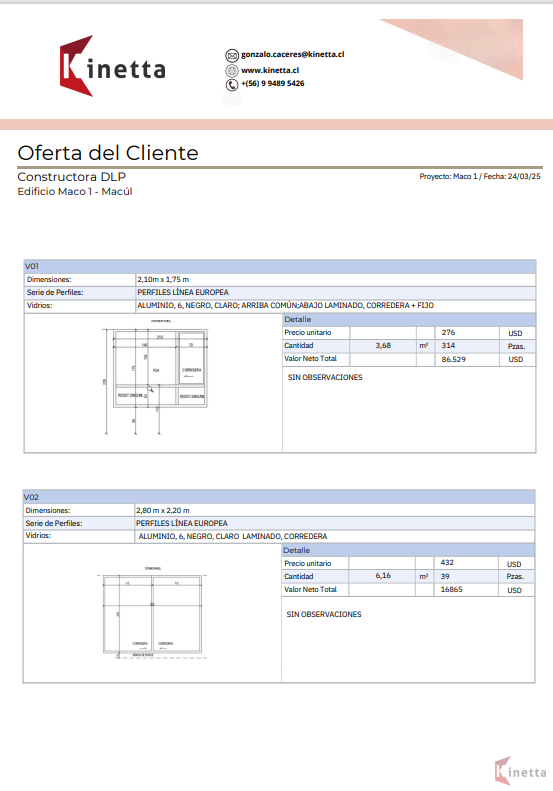 Kinetta
gonzalo.caceres@kinetta.cl
www.kinetta.cl
+(56) 9 9489 5426
Oferta del Cliente
Constructora DLP
Proyecto: Maco 1 / Fecha: 24/03/25
Edificio Maco 1 - Macúl
V01
Dimensiones: 2,10m x 1,75 m
Serie de Perfiles: PERFILES LÍNEA EUROPEA
Vidrios: ALUMINIO, 6, NEGRO, CLARO; ARRIBA COMÚN;ABAJO LAMINADO, CORREDERA + FIJO
Detalle
Precio unitario 276 USD
Cantidad 3,68 m² 314 Pzas.
Valor Neto Total 86.529 USD
SIN OBSERVACIONES
FIJA
CORREDERA
V02
Dimensiones: 2,80 m x 2,20 m
Serie de Perfiles: PERFILES LÍNEA EUROPEA
Vidrios: ALUMINIO, 6, NEGRO, CLARO LAMINADO, CORREDERA
Detalle
Precio unitario 432 USD
Cantidad 6,16 m² 39 Pzas.
Valor Neto Total 16865 USD
SIN OBSERVACIONES
CORREDERA CORREDERA
Kinetta